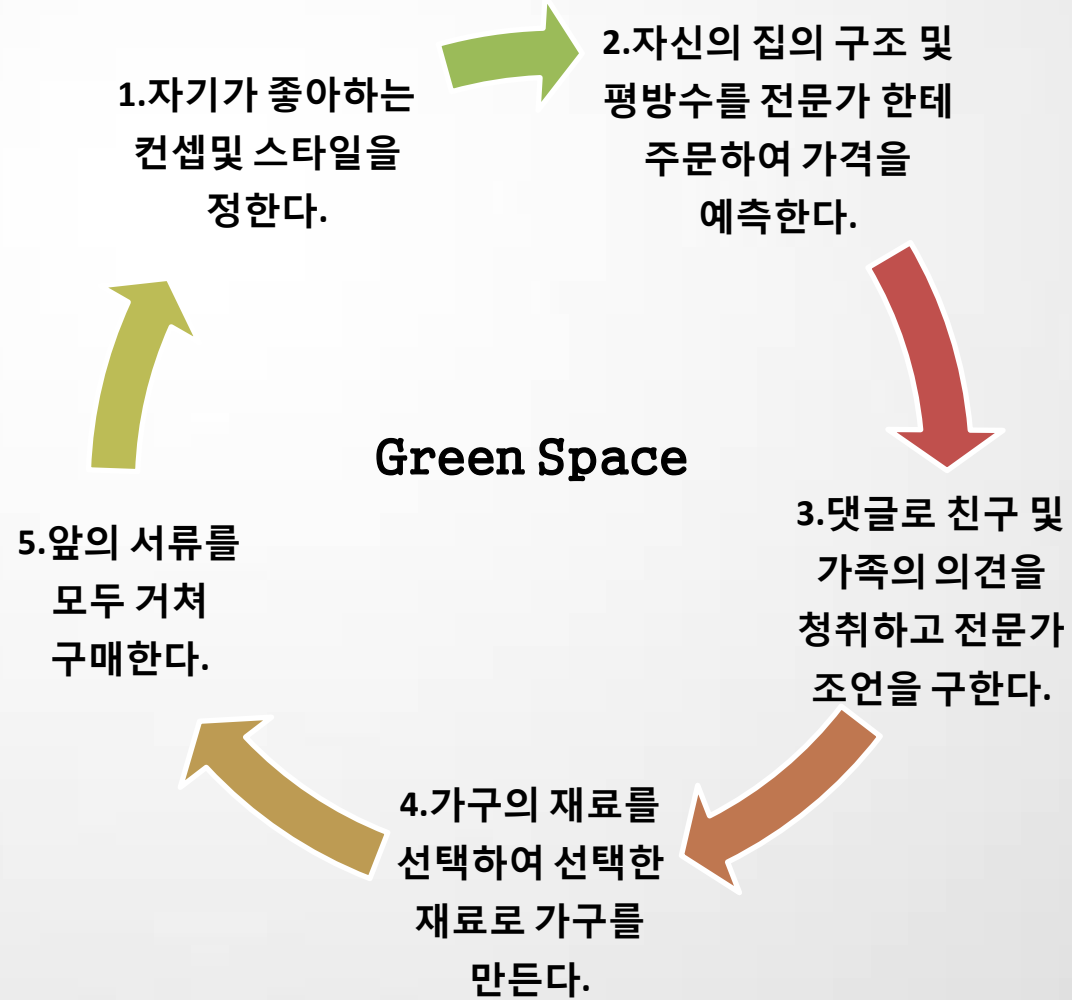 1.자기가 좋아하는
컨셉및 스타일을
정한다.
2.자신의 집의 구조 및
평방수를 전문가 한테
주문하여 가격을
예측한다.
Green Space
3.댓글로 친구 및
가족의 의견을
청취하고 전문가
조언을 구한다.
4.가구의 재료를
선택하여 선택한
재료로 가구를
만든다.
5.앞의 서류를
모두 거쳐
구매한다.